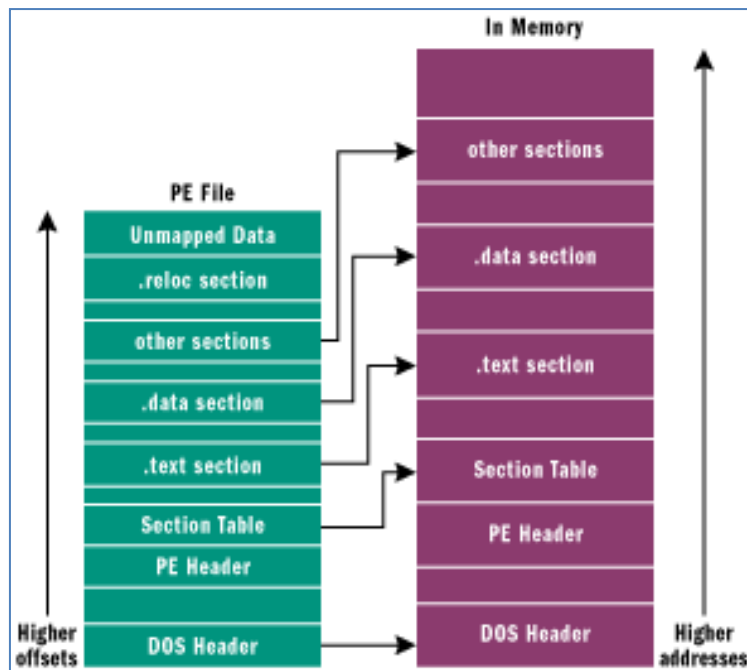 In Memory
other sections
.data section
.text section
Section Table
PE Header
DOS Header
Higher
addresses
PE File
Unmapped Data
.reloc section
other sections
.data section
.text section
Section Table
PE Header
DOS Header
Higher
offsets